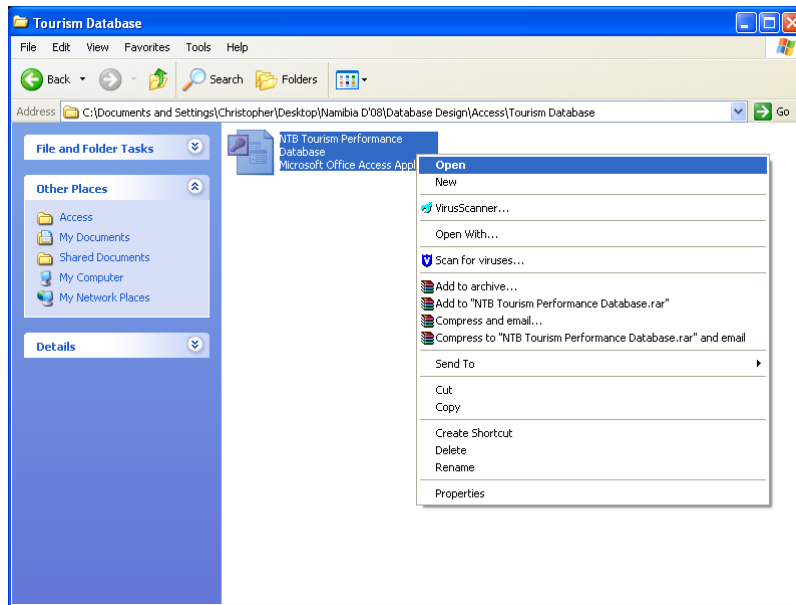 Tourism Database
File Edit View Favorites Tools Help
Back Search Folders
Address C:\Documents and Settings\Christopher\Desktop\Namibia D'08\Database Design\Access\Tourism Database Go
File and Folder Tasks
Other Places
Access
My Documents
Shared Documents
My Computer
My Network Places
Details
NTB Tourism Performance
Database
Microsoft Office Access Appl
Open
New
VirusScanner...
Open With...
Scan for viruses...
Add to archive...
Add to "NTB Tourism Performance Database.rar"
Compress and email...
Compress to "NTB Tourism Performance Database.rar" and email
Send To
Cut
Copy
Create Shortcut
Delete
Rename
Properties